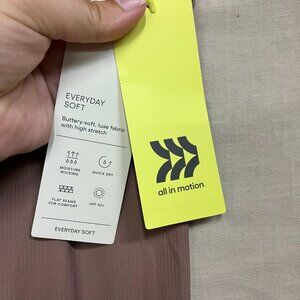 EVERYDAY
SOFT
Buttery-soft, luxe fabric
with high stretch
MOISTURE
WICKING
QUICK DRY
FLAT SEAMS
FOR COMFORT
UPF 50+
EVERYDAY SOFT
all in motion